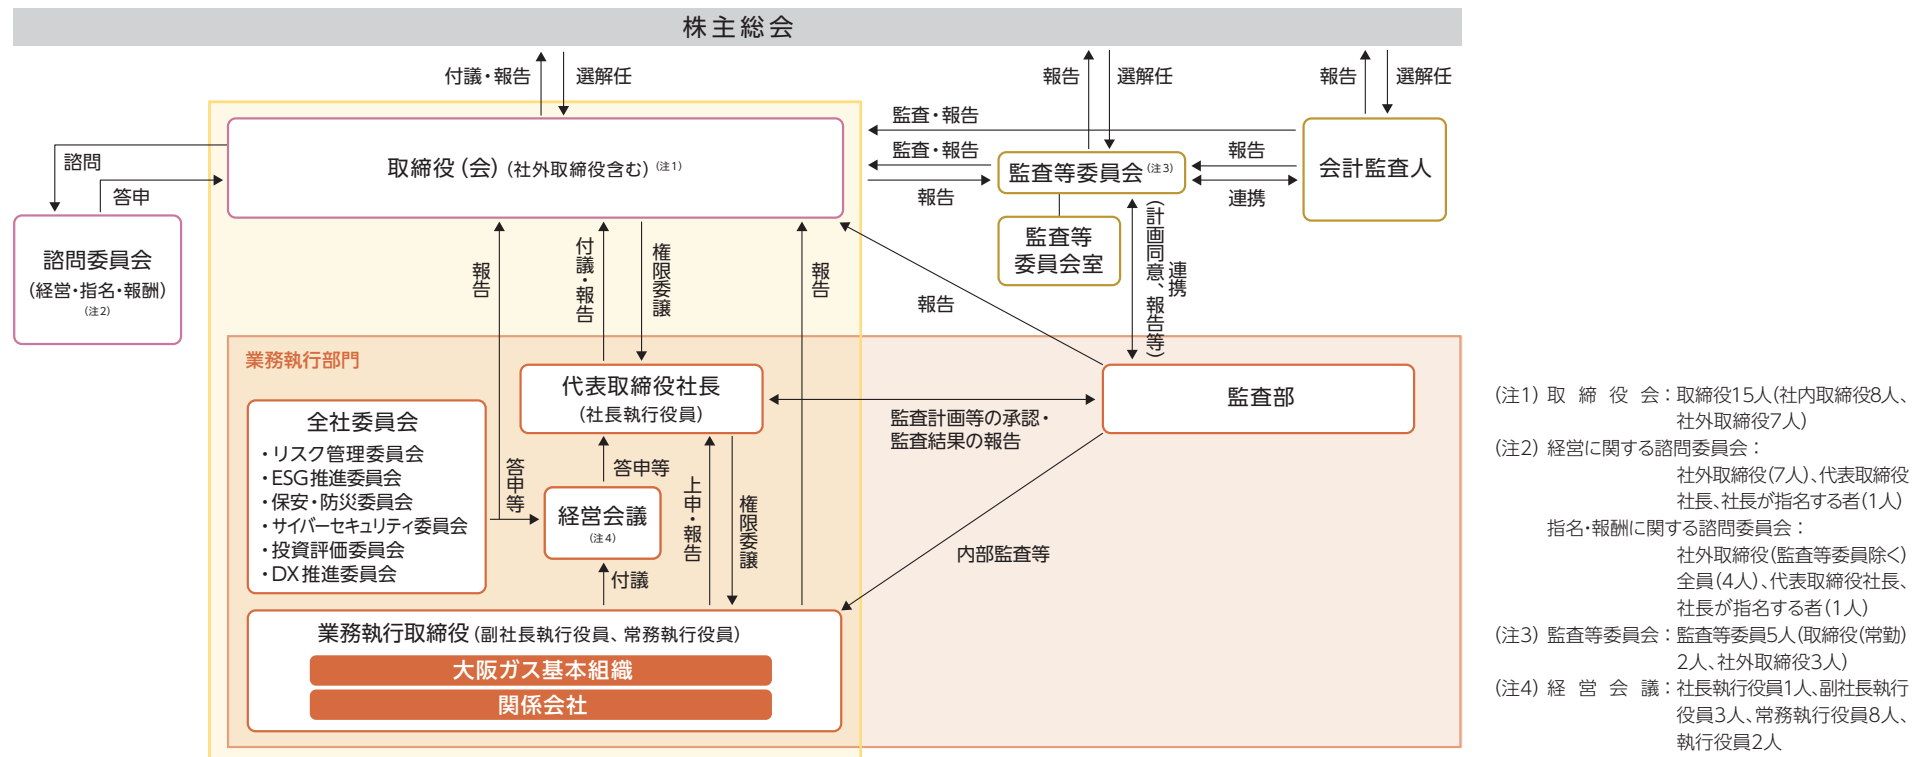 株主総会
付議・報告
選解任
報告
選解任
報告
選解任
監査・報告
監査・報告
報告
報告
連携
諮問
答申
取締役(会)(社外取締役含む)(注1)
監査等委員会(注3)
会計監査人
監査等
委員会室
諮問委員会
(経営・指名・報酬)
(注2)
報告
付議・報告
権限委譲
報告
報告
連携
(計画同意、報告等)
業務執行部門
代表取締役社長
(社長執行役員)
監査部
監査計画等の承認・
監査結果の報告
全社委員会
・リスク管理委員会
・ESG推進委員会
・保安・防災委員会
・サイバーセキュリティ委員会
・投資評価委員会
・DX推進委員会
答申等
答申等
経営会議
(注4)
上申・報告
権限委譲
付議
内部監査等
業務執行取締役(副社長執行役員、常務執行役員)
大阪ガス基本組織
関係会社
(注1)取締役会:取締役15人(社内取締役8人、
社外取締役7人)
(注2)経営に関する諮問委員会:
社外取締役(7人)、代表取締役
社長、社長が指名する者(1人)
指名・報酬に関する諮問委員会:
社外取締役(監査等委員除く)
全員(4人)、代表取締役社長、
社長が指名する者(1人)
(注3)監査等委員会:監査等委員5人(取締役(常勤)
2人、社外取締役3人)
(注4)経営会議:社長執行役員1人、副社長執行
役員3人、常務執行役員8人、
執行役員2人